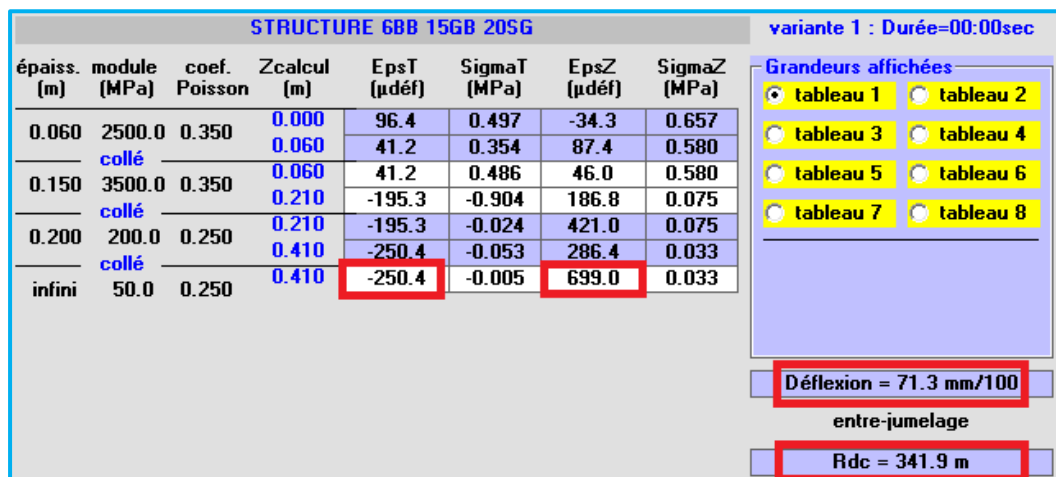 STRUCTURE 6BB 15GB 20SG
variante 1 : Durée=00:00sec
épaiss. module coef. Zcalcul EpsT SigmaT EpsZ SigmaZ
(m) (MPa) Poisson (m) (µdéf) (MPa) (µdéf) (MPa)
0.000 96.4 0.497 -34.3 0.657
0.060 2500.0 0.350
0.060 41.2 0.354 87.4 0.580
collé
0.060 41.2 0.486 46.0 0.580
0.150 3500.0 0.350
0.210 -195.3 -0.904 186.8 0.075
collé
0.210 -195.3 -0.024 421.0 0.075
0.200 200.0 0.250
0.410 -250.4 -0.053 286.4 0.033
collé
0.410 -250.4 -0.005 699.0 0.033
infini 50.0 0.250
Grandeurs affichées
tableau 1 tableau 2
tableau 3 tableau 4
tableau 5 tableau 6
tableau 7 tableau 8
Déflexion = 71.3 mm/100
entre-jumelage
Rdc = 341.9 m